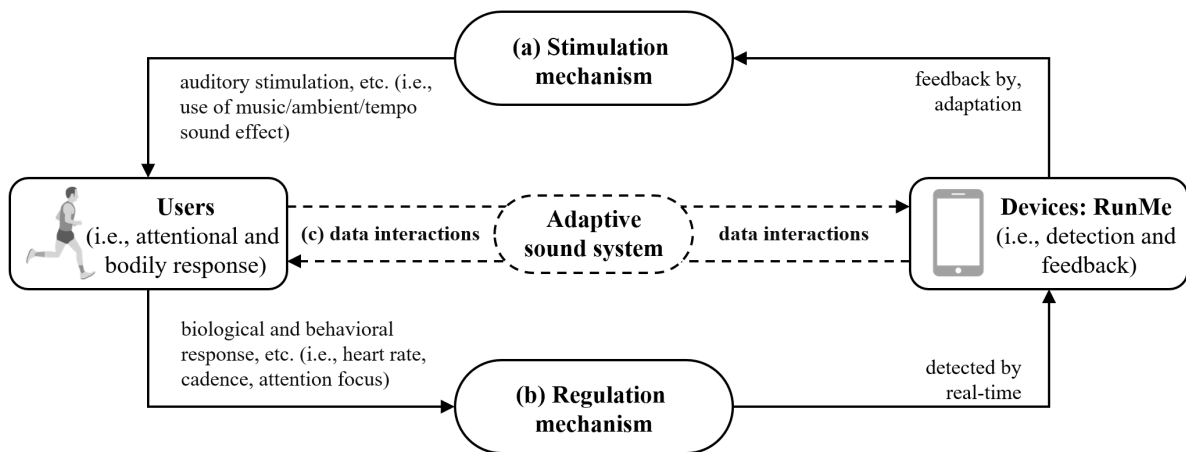 (a) Stimulation
mechanism
auditory stimulation, etc. (i.e.,
use of music/ambient/tempo
sound effect)
feedback by,
adaptation
Users
(i.e., attentional and
bodily response)
(c) data interactions
Adaptive
sound system
data interactions
Devices: RunMe
(i.e., detection and
feedback)
biological and behavioral
response, etc. (i.e., heart rate,
cadence, attention focus)
(b) Regulation
mechanism
detected by
real-time